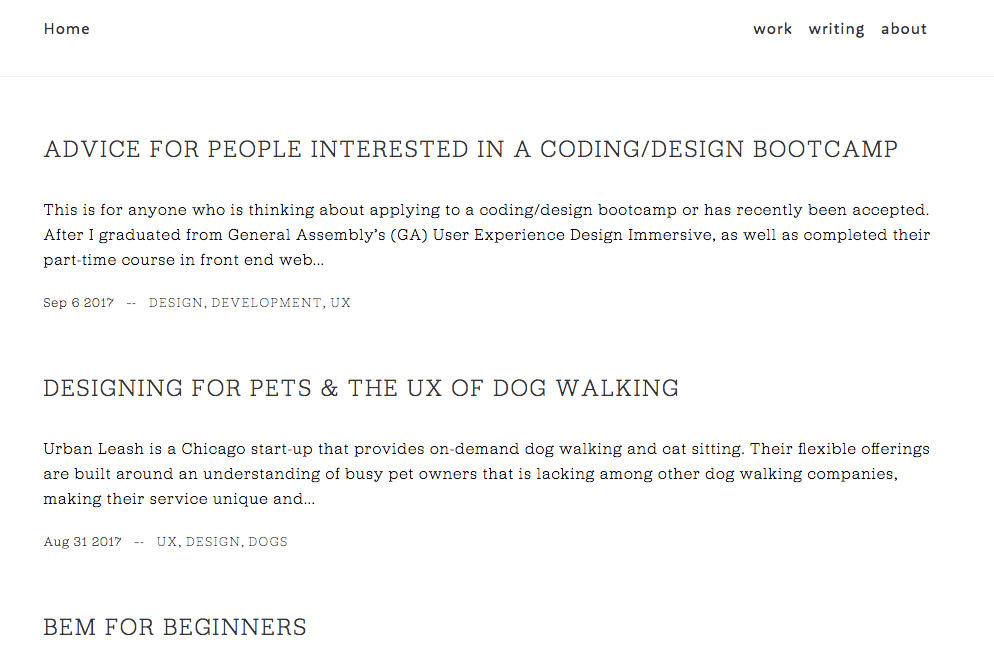 Home
work writing about
ADVICE FOR PEOPLE INTERESTED IN A CODING/DESIGN BOOTCAMP
This is for anyone who is thinking about applying to a coding/design bootcamp or has recently been accepted.
After I graduated from General Assembly's (GA) User Experience Design Immersive, as well as completed their
part-time course in front end web...
Sep 6 2017 -- DESIGN, DEVELOPMENT, UX
DESIGNING FOR PETS & THE UX OF DOG WALKING
Urban Leash is a Chicago start-up that provides on-demand dog walking and cat sitting. Their flexible offerings
are built around an understanding of busy pet owners that is lacking among other dog walking companies,
making their service unique and...
Aug 31 2017 -- UX, DESIGN, DOGS
BEM FOR BEGINNERS